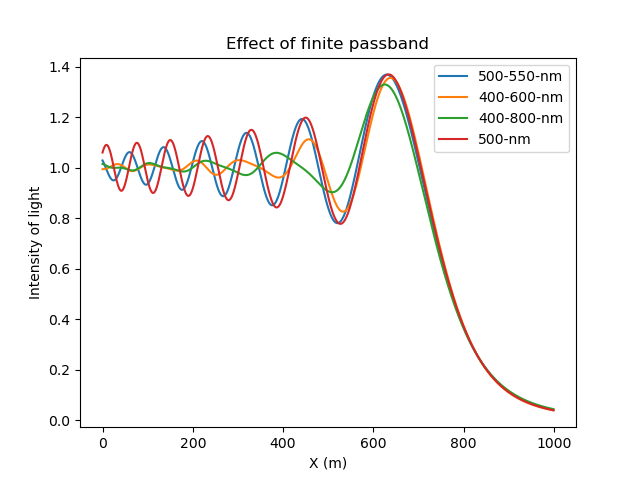 Effect of finite passband
500-550-nm
400-600-nm
400-800-nm
500-nm
Intensity of light
1.4
1.2
1.0
0.8
0.6
0.4
0.2
0.0
0 200 400 600 800 1000
X (m)